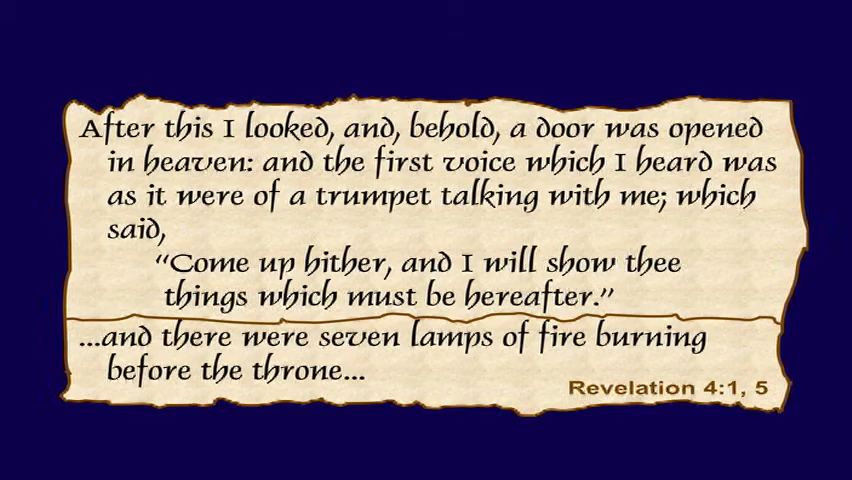 After this I looked, and, behold, a door was opened
in heaven: and the first voice which I heard was
as it were of a trumpet talking with me; which
said,
“Come up hither, and I will show thee
things which must be hereafter.”
...and there were seven lamps of fire burning
before the throne...
Revelation 4:1, 5